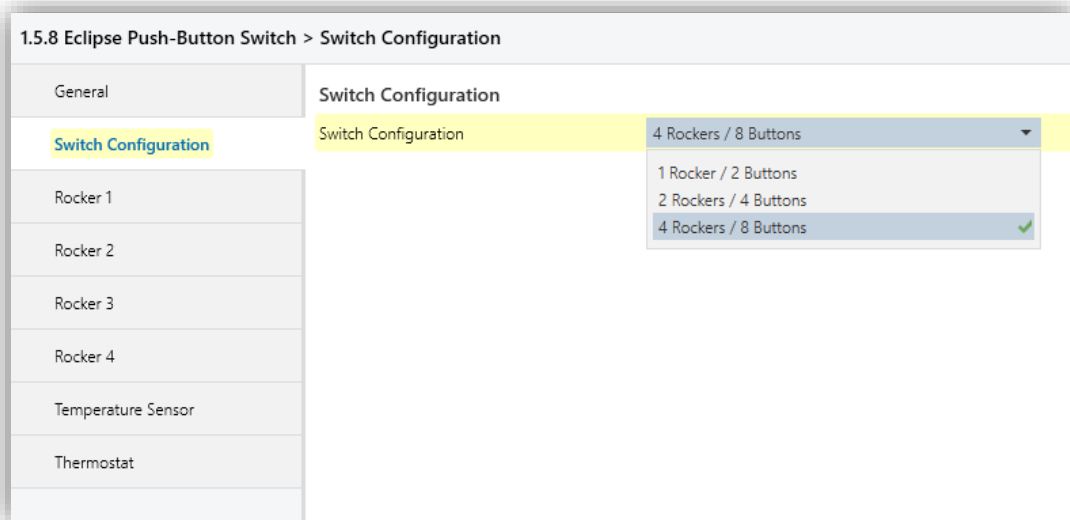 1.5.8 Eclipse Push-Button Switch > Switch Configuration
General
Switch Configuration
Rocker 1
Rocker 2
Rocker 3
Rocker 4
Temperature Sensor
Thermostat
Switch Configuration
Switch Configuration
4 Rockers / 8 Buttons
1 Rocker / 2 Buttons
2 Rockers / 4 Buttons
4 Rockers / 8 Buttons